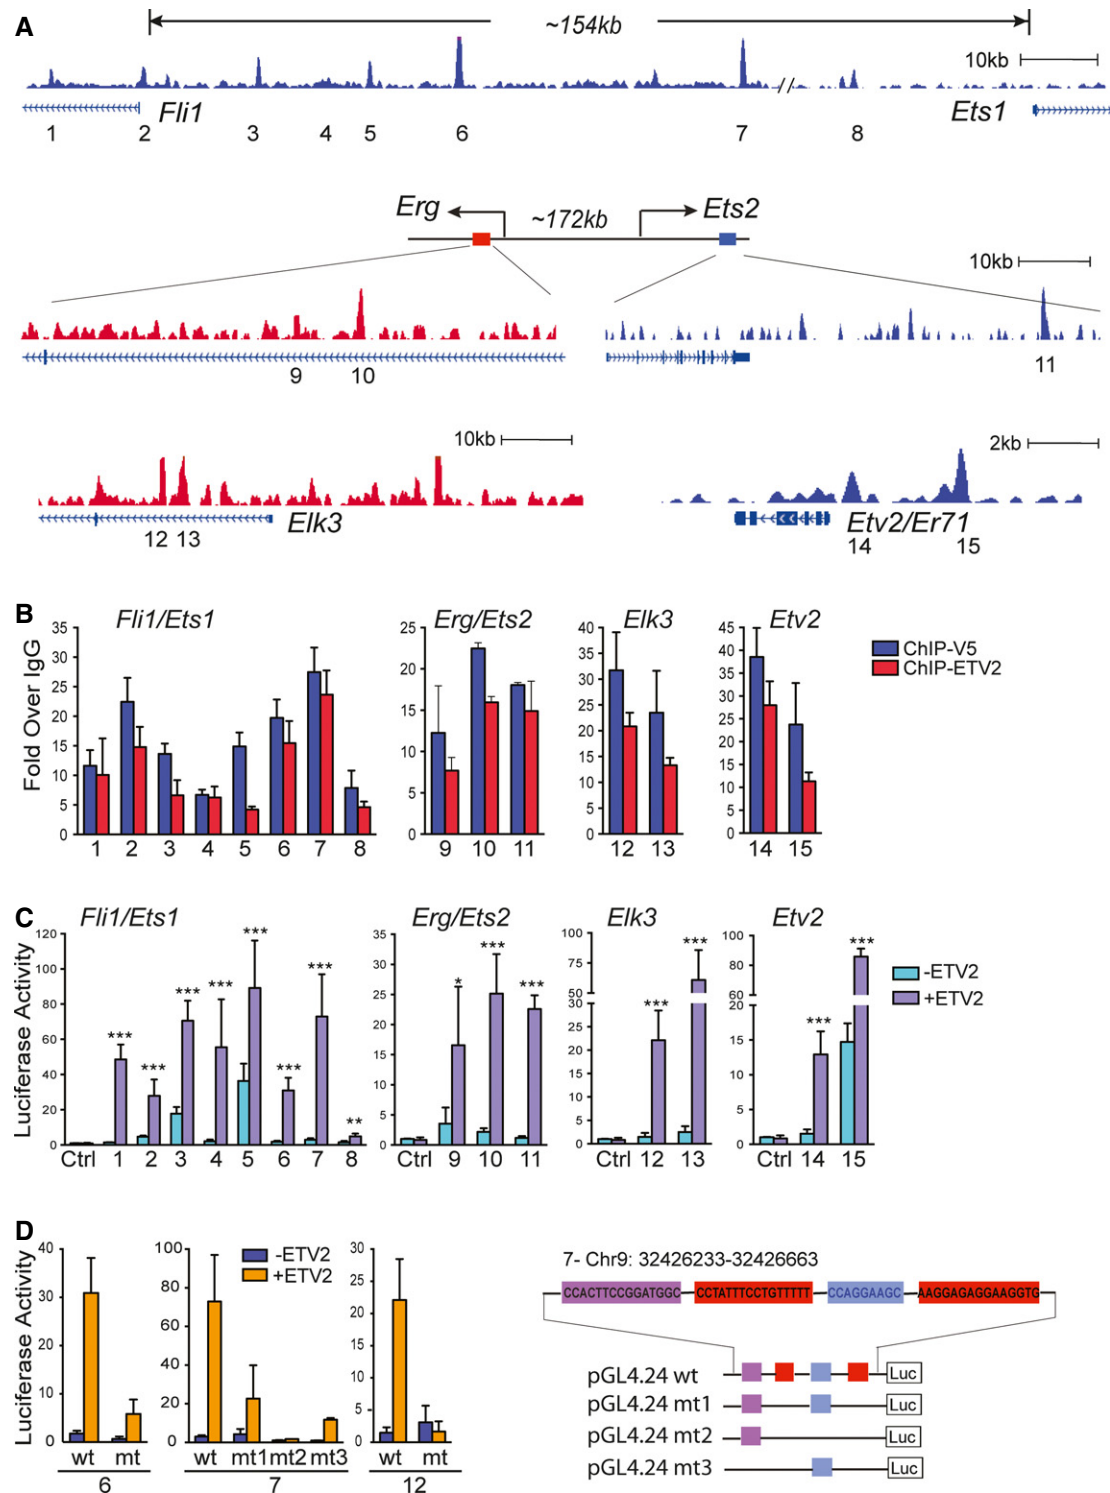 A
~154kb
10kb
Fli1
Ets1
1 2 3 4 5 6 7 8
Erg
~172kb
Ets2
10kb
9 10
11
10kb
2kb
Elk3
Etv2/Er71
12 13
14 15
B
Fli1/Ets1
Erg/Ets2
Elk3
Etv2
Fold Over IgG
35
30
25
20
15
10
5
0
1 2 3 4 5 6 7 8
25
20
15
10
5
0
9 10 11
40
35
30
25
20
15
10
5
0
12 13
45
40
35
30
25
20
15
10
5
0
14 15
ChIP-V5
ChIP-ETV2
C
Fli1/Ets1
Erg/Ets2
Elk3
Etv2
Luciferase Activity
120
100
80
60
40
20
0
*** *** *** *** *** *** *** **
Ctrl 1 2 3 4 5 6 7 8
35
30
25
20
15
10
5
0
* *** ***
Ctrl 9 10 11
100
75
50
30
25
20
15
10
5
0
*** ***
Ctrl 12 13
100
80
60
20
15
10
5
0
*** ***
Ctrl 14 15
-ETV2
+ETV2
D
Luciferase Activity
40
30
20
10
0
wt mt
6
100
80
60
40
20
0
wt mt1 mt2 mt3
7
-ETV2
+ETV2
30
25
20
15
10
5
0
wt mt
12
7- Chr9: 32426233-32426663
CCACTTCCGGATGGC CCTATTTCCTGTTTTT CCAGGAAGC AAGGAGAGGAAGGTG
pGL4.24 wt Luc
pGL4.24 mt1 Luc
pGL4.24 mt2 Luc
pGL4.24 mt3 Luc